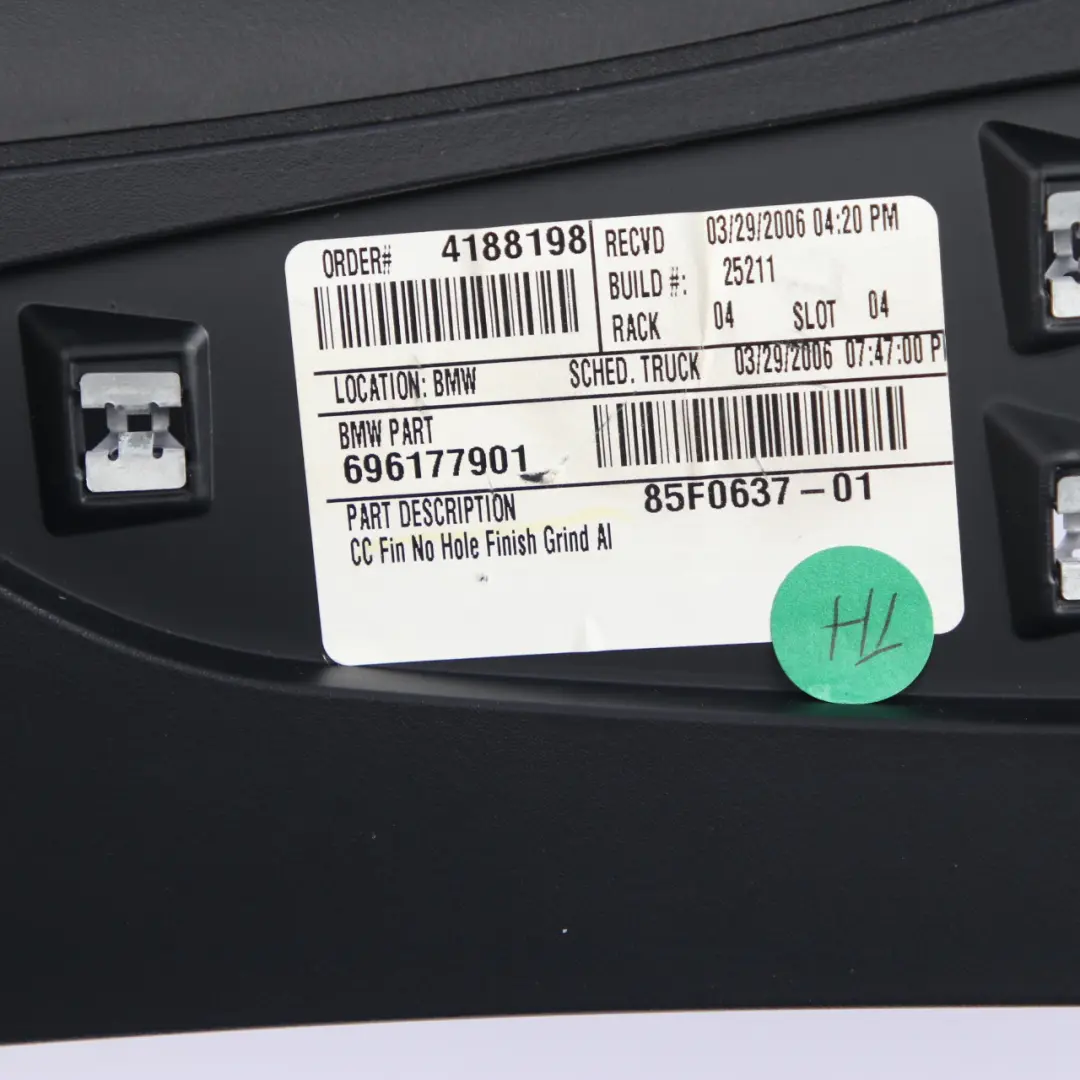 ORDER# 4188198
RECVD 03/29/2006 04:20 PM
BUILD #: 25211
RACK 04 SLOT 04
LOCATION: BMW SCHED. TRUCK 03/29/2006 07:47:00 P
BMW PART
696177901
85F0637-01
PART DESCRIPTION
CC Fin No Hole Finish Grind Al